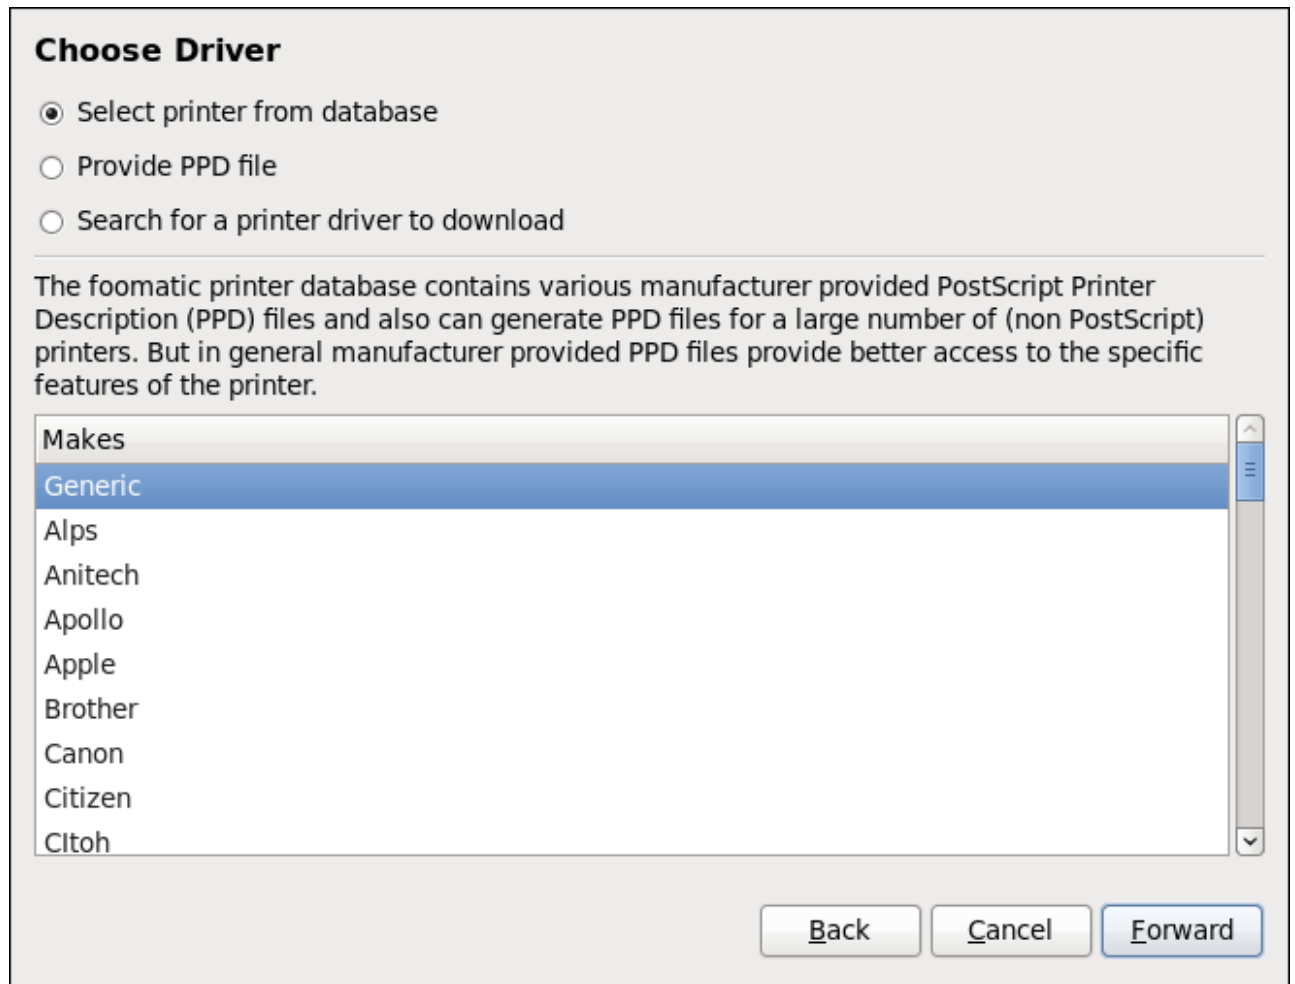 Choose Driver
Select printer from database
Provide PPD file
Search for a printer driver to download
The foomatic printer database contains various manufacturer provided PostScript Printer
Description (PPD) files and also can generate PPD files for a large number of (non PostScript)
printers. But in general manufacturer provided PPD files provide better access to the specific
features of the printer.
Makes
Generic
Alps
Anitech
Apollo
Apple
Brother
Canon
Citizen
CItoh
Back Cancel Forward